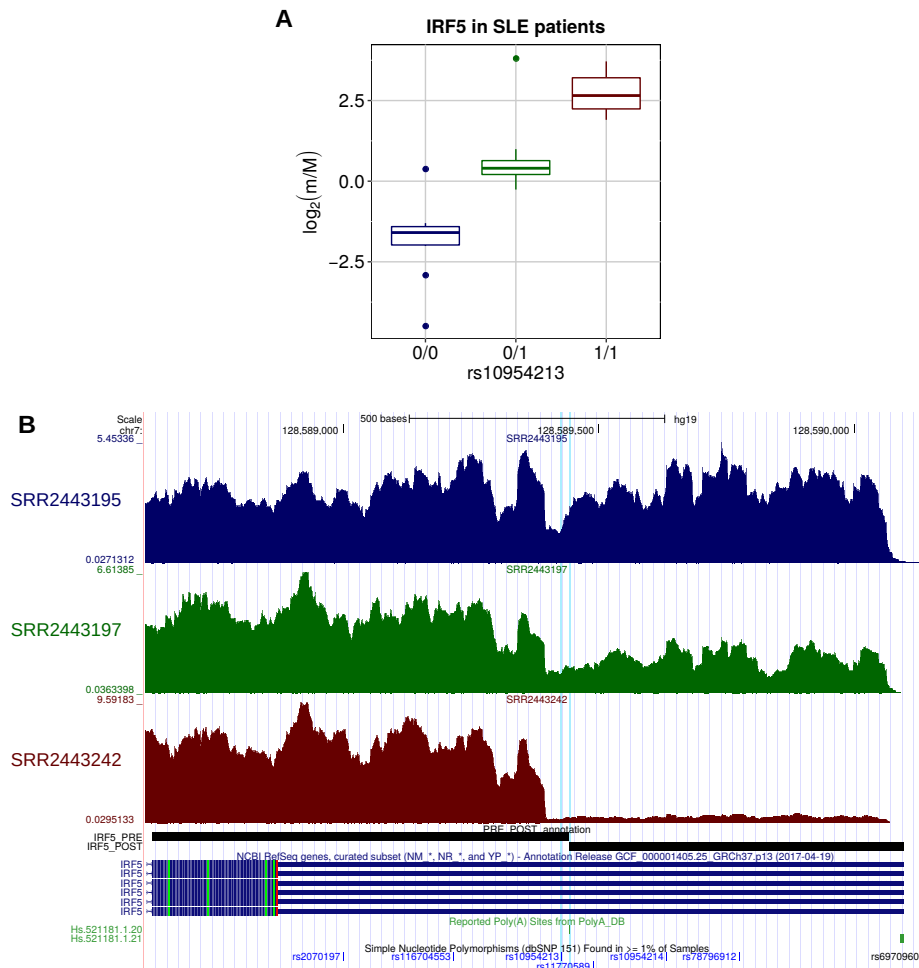 A
IRF5 in SLE patients
log2(m/M)
2.5
0.0
−2.5
0/0 0/1 1/1
rs10954213
B
Scale 500 bases hg19
chr7: 128,589,000 128,589,500 128,590,000
5.45336 _ SRR2443195
SRR2443195
0.0271312
6.61385 _ SRR2443197
SRR2443197
0.0363398 _
9.59183 _ SRR2443242
SRR2443242
0.0295133
PRE_POST_annotation
IRF5_PRE
IRF5_POST
NCBI RefSeq genes, curated subset (NM_*, NR_*, and YP_*) - Annotation Release GCF_000001405.25_GRCh37.p13 (2017-04-19)
IRF5
IRF5
IRF5
IRF5
IRF5
IRF5
Reported Poly(A) Sites from PolyA_DB
Hs.521181.1.20
Hs.521181.1.21
Simple Nucleotide Polymorphisms (dbSNP 151) Found in >= 1% of Samples
rs2070197 rs116704553 rs10954213 rs10954214 rs78796912 rs6970960
rs11770589